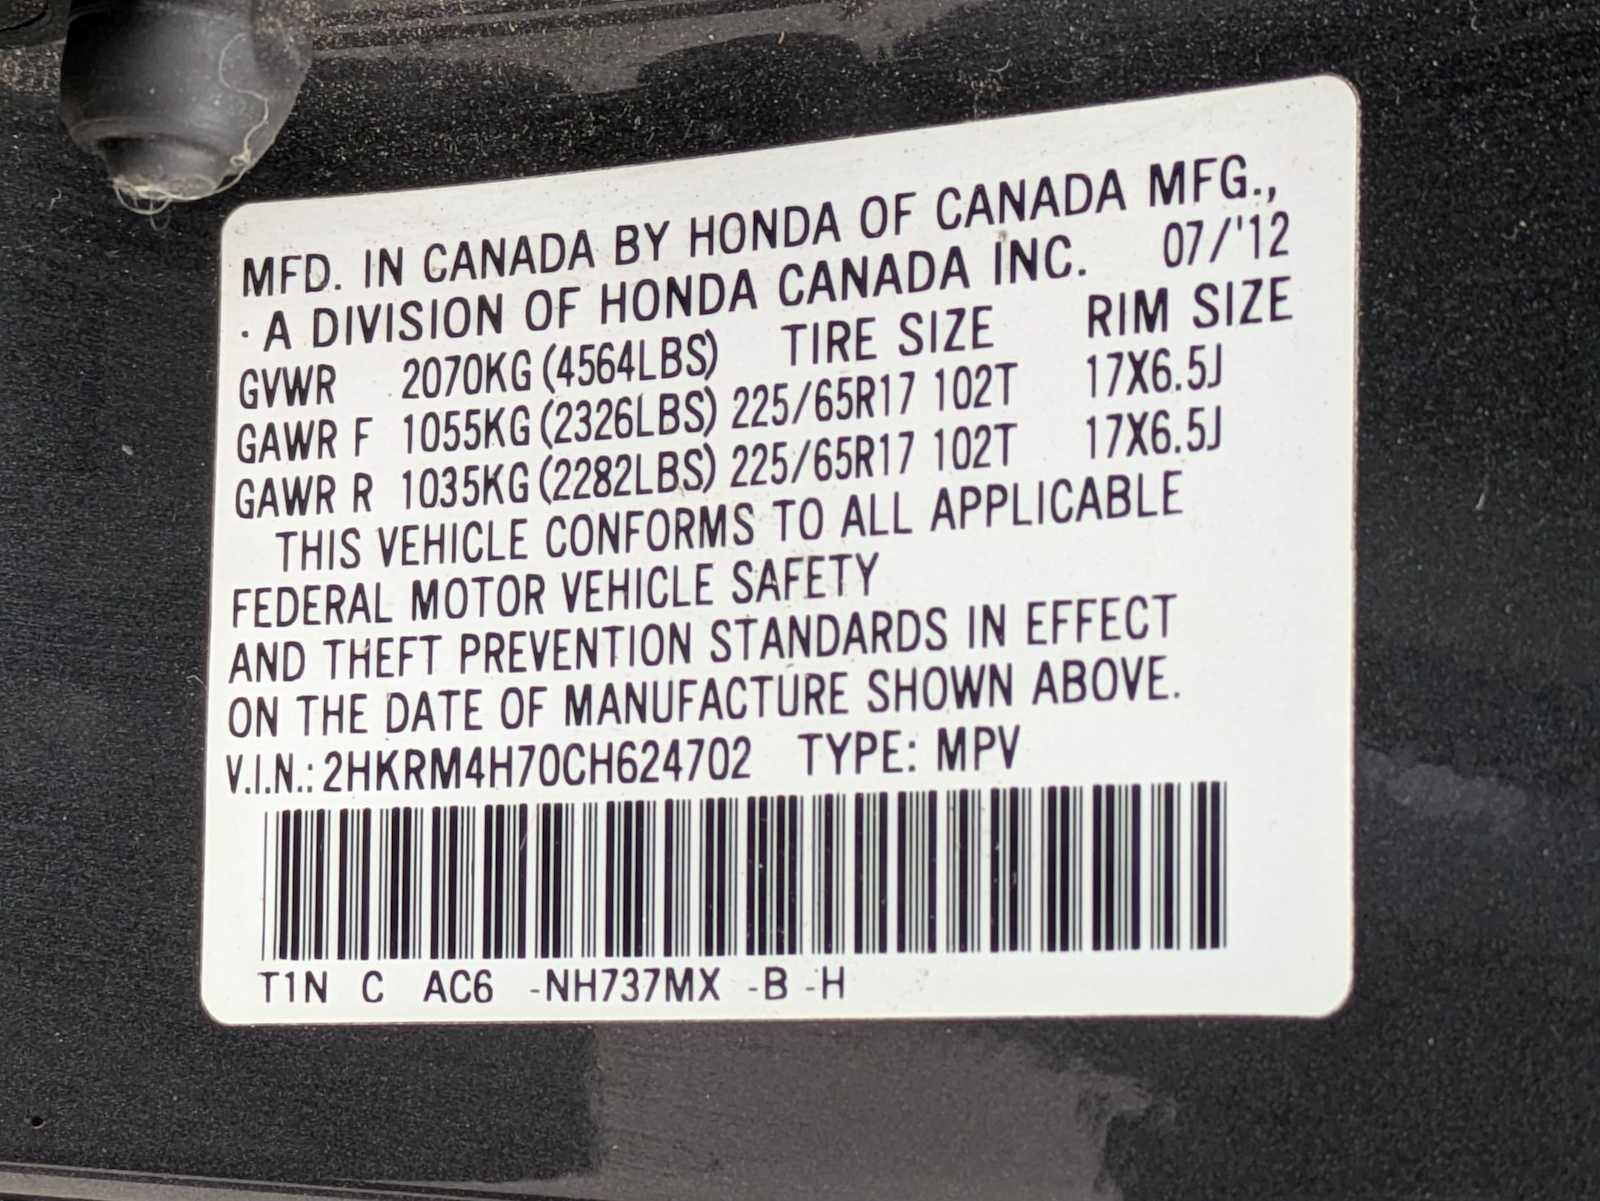 MFD. IN CANADA BY HONDA OF CANADA MFG.,
· A DIVISION OF HONDA CANADA INC. 07/'12
GVWR 2070KG (4564LBS) TIRE SIZE RIM SIZE
GAWR F 1055KG (2326LBS) 225/65R17 102T 17X6.5J
GAWR R 1035KG (2282LBS) 225/65R17 102T 17X6.5J
THIS VEHICLE CONFORMS TO ALL APPLICABLE
FEDERAL MOTOR VEHICLE SAFETY
AND THEFT PREVENTION STANDARDS IN EFFECT
ON THE DATE OF MANUFACTURE SHOWN ABOVE.
V.I.N.: 2HKRM4H70CH624702 TYPE: MPV
T1N C AC6 -NH737MX -B -H